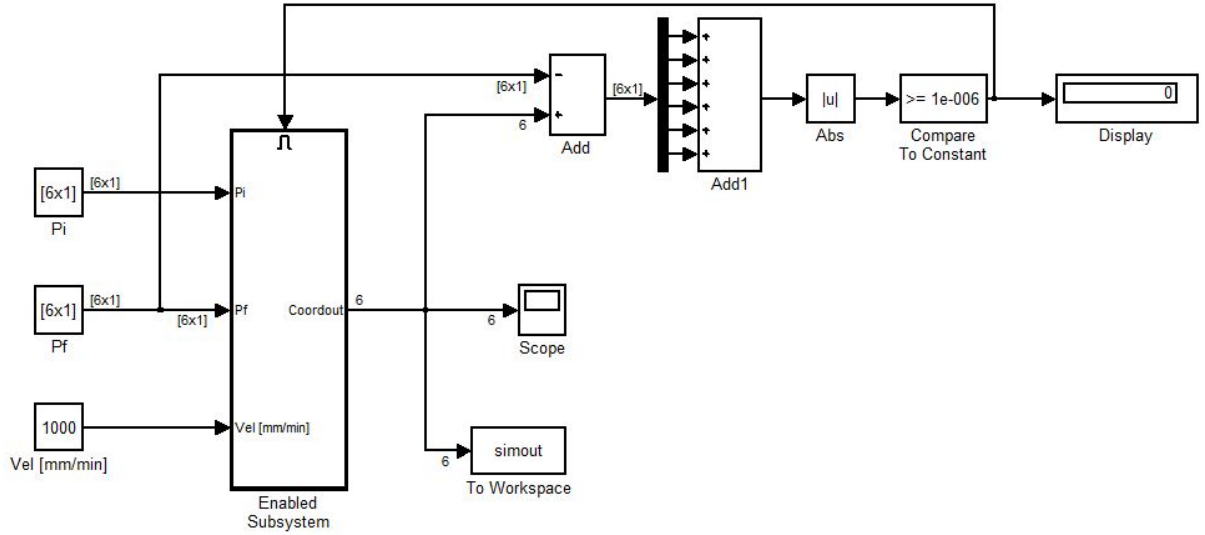 [6x1]
Pi
[6x1]
[6x1]
Pf
[6x1]
[6x1]
1000
Vel [mm/min]
Pi
Pf
Vel [mm/min]
Coordout
Enabled
Subsystem
6
-
[6x1]
+
6
Add
[6x1]
+
+
+
+
+
+
Add1
|u|
Abs
>= 1e-006
Compare
To Constant
0
Display
6
Scope
6
simout
To Workspace